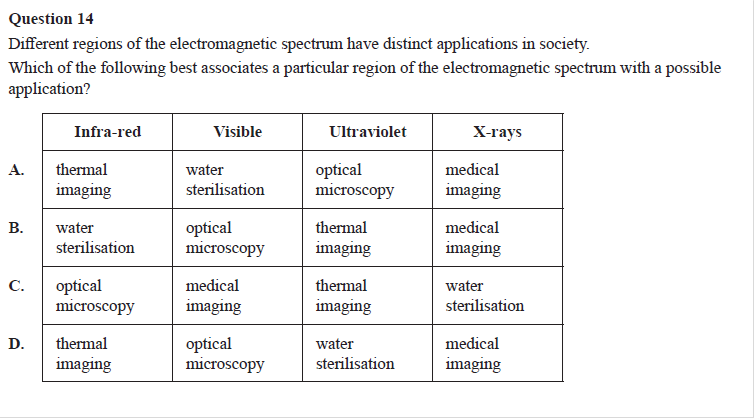 Question 14
Different regions of the electromagnetic spectrum have distinct applications in society.
Which of the following best associates a particular region of the electromagnetic spectrum with a possible
application?
Infra-red Visible Ultraviolet X-rays
A. thermal imaging water sterilisation optical microscopy medical imaging
B. water sterilisation optical microscopy thermal imaging medical imaging
C. optical microscopy medical imaging thermal imaging water sterilisation
D. thermal imaging optical microscopy water sterilisation medical imaging